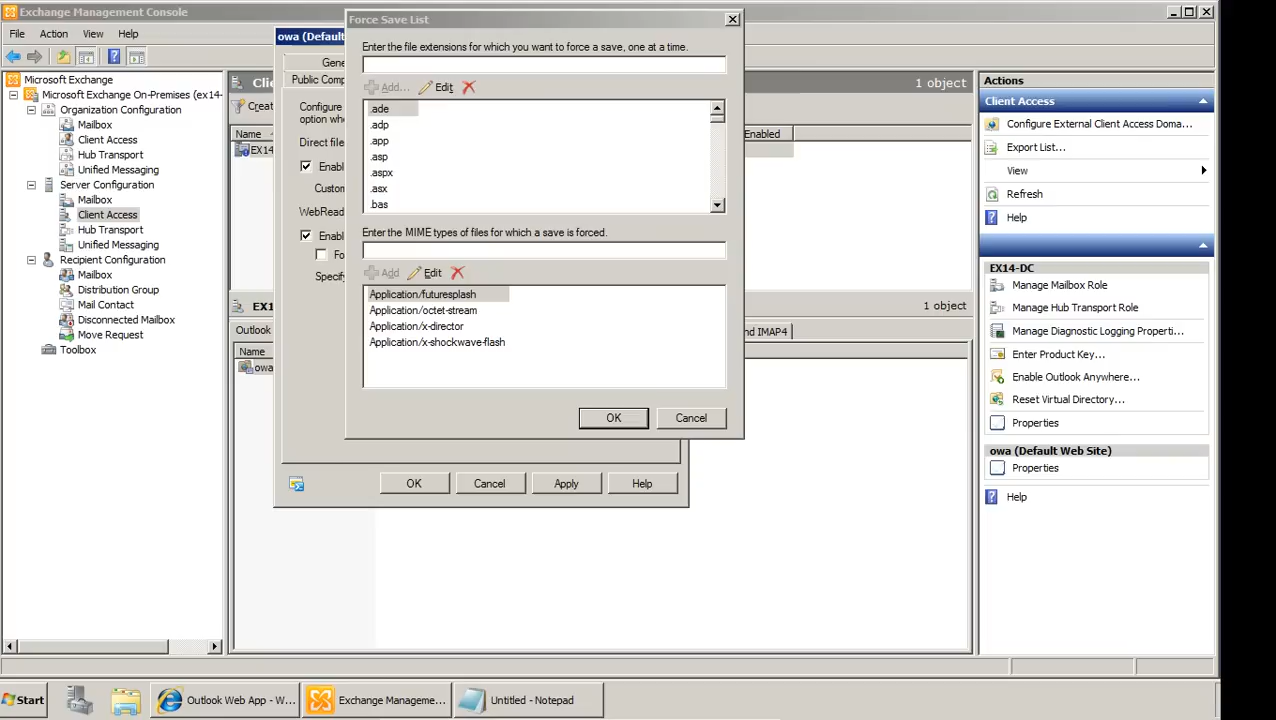 Exchange Management Console
File Action View Help
Microsoft Exchange
Microsoft Exchange On-Premises (ex14-
Organization Configuration
Mailbox
Client Access
Hub Transport
Unified Messaging
Server Configuration
Mailbox
Client Access
Hub Transport
Unified Messaging
Recipient Configuration
Mailbox
Distribution Group
Mail Contact
Disconnected Mailbox
Move Request
Toolbox
Clie
1 object
Crea
Name
Enabled
EX14
EX1
1 object
Outlook
nd IMAP4
Name
owa
owa (Defaul
Gene
Public Comp
Configure
option whe
Direct file
Enabl
Custom
WebRead
Enabl
Fo
Specify
OK Cancel Apply Help
Force Save List
Enter the file extensions for which you want to force a save, one at a time.
Add... Edit
.ade
.adp
.app
.asp
.aspx
.asx
.bas
Enter the MIME types of files for which a save is forced.
Add Edit
Application/futuresplash
Application/octet-stream
Application/x-director
Application/x-shockwave-flash
OK Cancel
Actions
Client Access
Configure External Client Access Doma...
Export List...
View
Refresh
Help
EX14-DC
Manage Mailbox Role
Manage Hub Transport Role
Manage Diagnostic Logging Properti...
Enter Product Key...
Enable Outlook Anywhere...
Reset Virtual Directory...
Properties
owa (Default Web Site)
Properties
Help
Start
Outlook Web App - W...
Exchange Manageme...
Untitled - Notepad